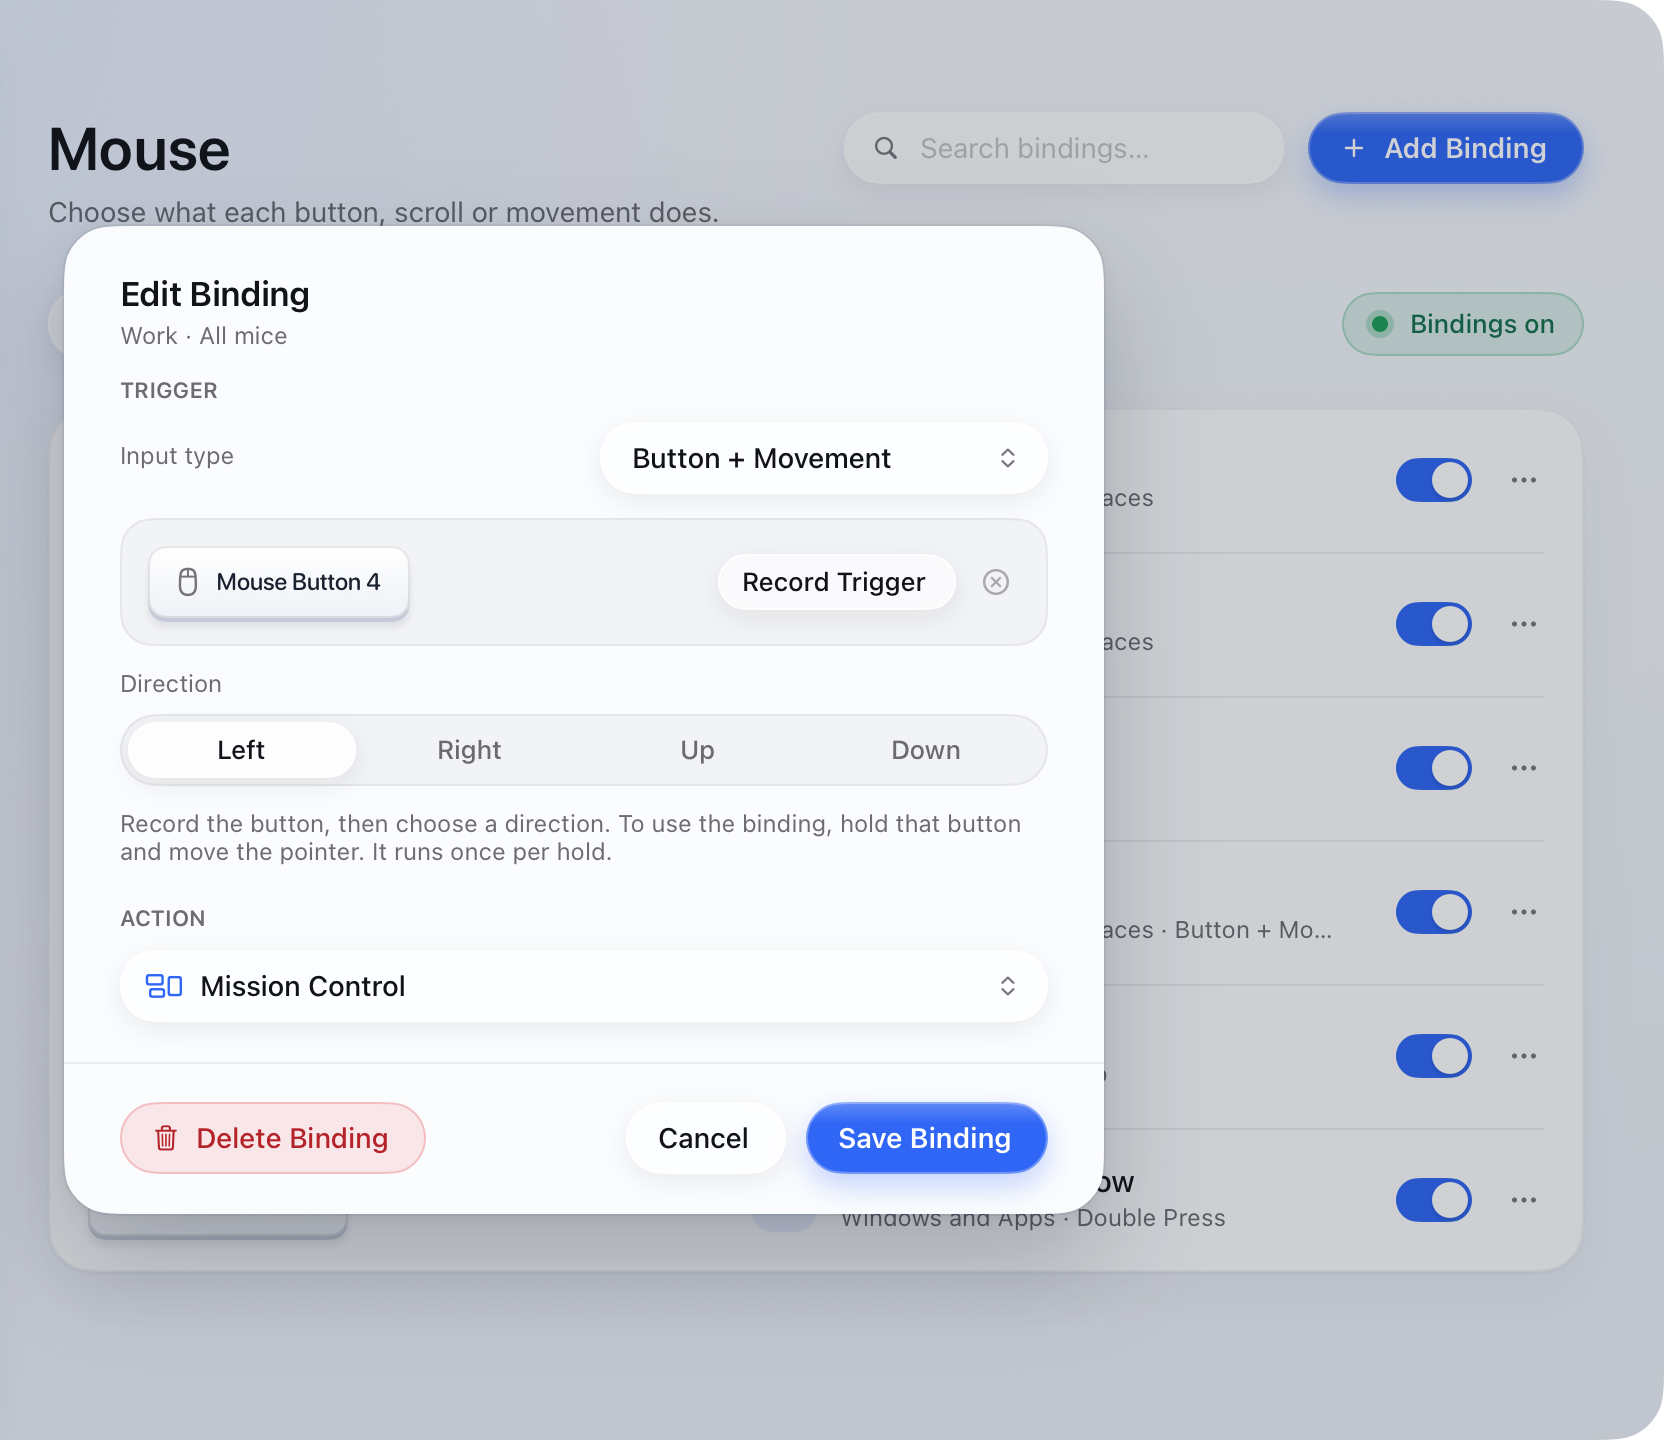 Mouse
Choose what each button, scroll or movement does.
Search bindings...
Add Binding
Bindings on
Edit Binding
Work · All mice
TRIGGER
Input type
Button + Movement
Mouse Button 4
Record Trigger
Direction
Left
Right
Up
Down
Record the button, then choose a direction. To use the binding, hold that button
and move the pointer. It runs once per hold.
ACTION
Mission Control
Delete Binding
Cancel
Save Binding
aces
aces
aces · Button + Mo...
ow
Windows and Apps · Double Press